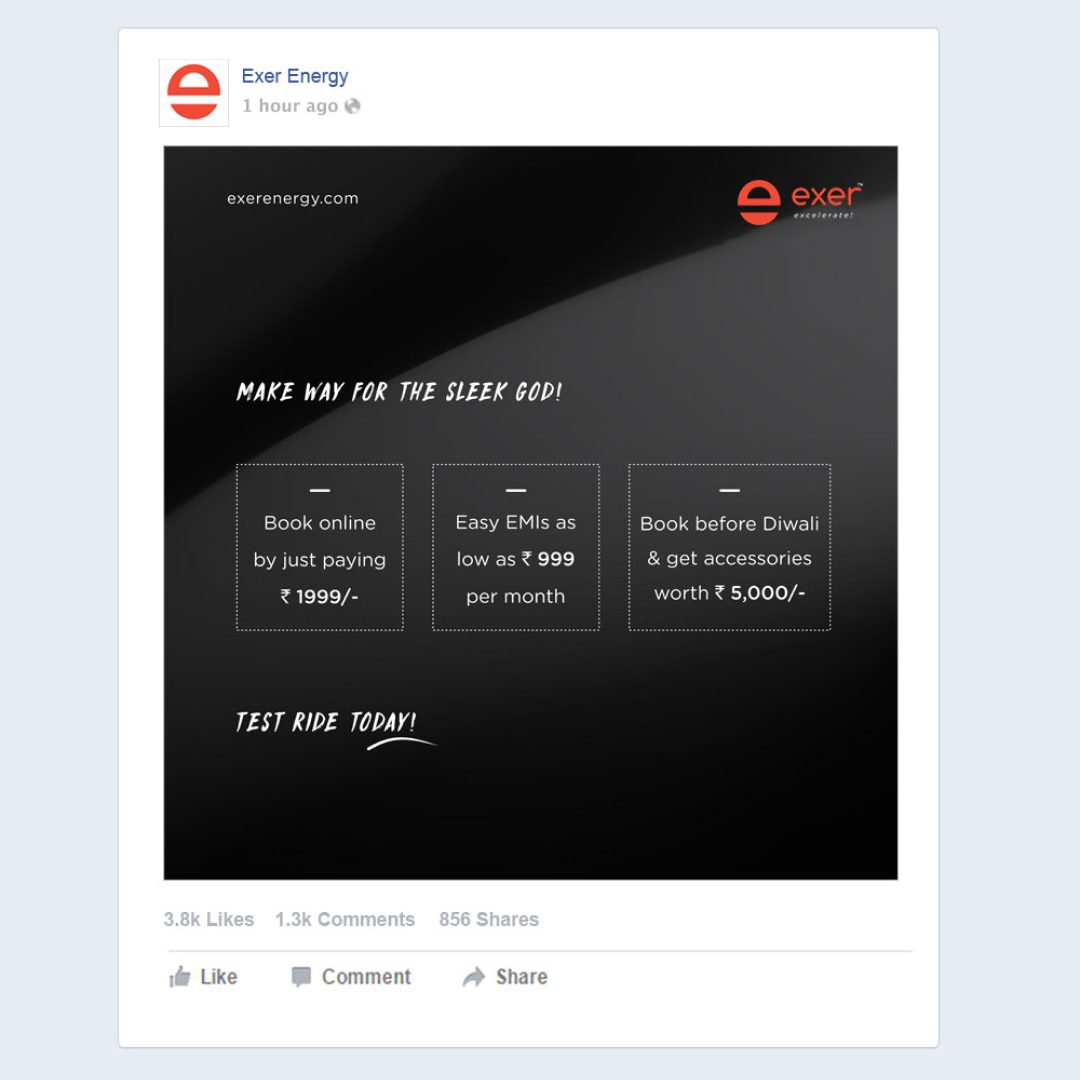 Exer Energy
1 hour ago
exerenergy.com
exer™
excelerate!
MAKE WAY FOR THE SLEEK GOD!
Book online
by just paying
₹ 1999/-
Easy EMIs as
low as ₹ 999
per month
Book before Diwali
& get accessories
worth ₹ 5,000/-
TEST RIDE TODAY!
3.8k Likes 1.3k Comments 856 Shares
Like Comment Share